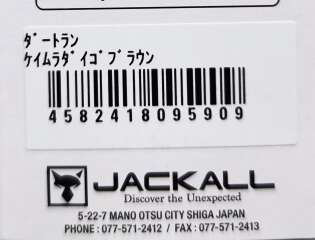 ﾀﾞｰﾄﾗﾝ
ｹｲﾑﾗﾀﾞｲｺﾞﾌﾞﾗｳﾝ
4582418095909
JACKALL
Discover the Unexpected
5-22-7 MANO OTSU CITY SHIGA JAPAN
PHONE : 077-571-2412 / FAX : 077-571-2413